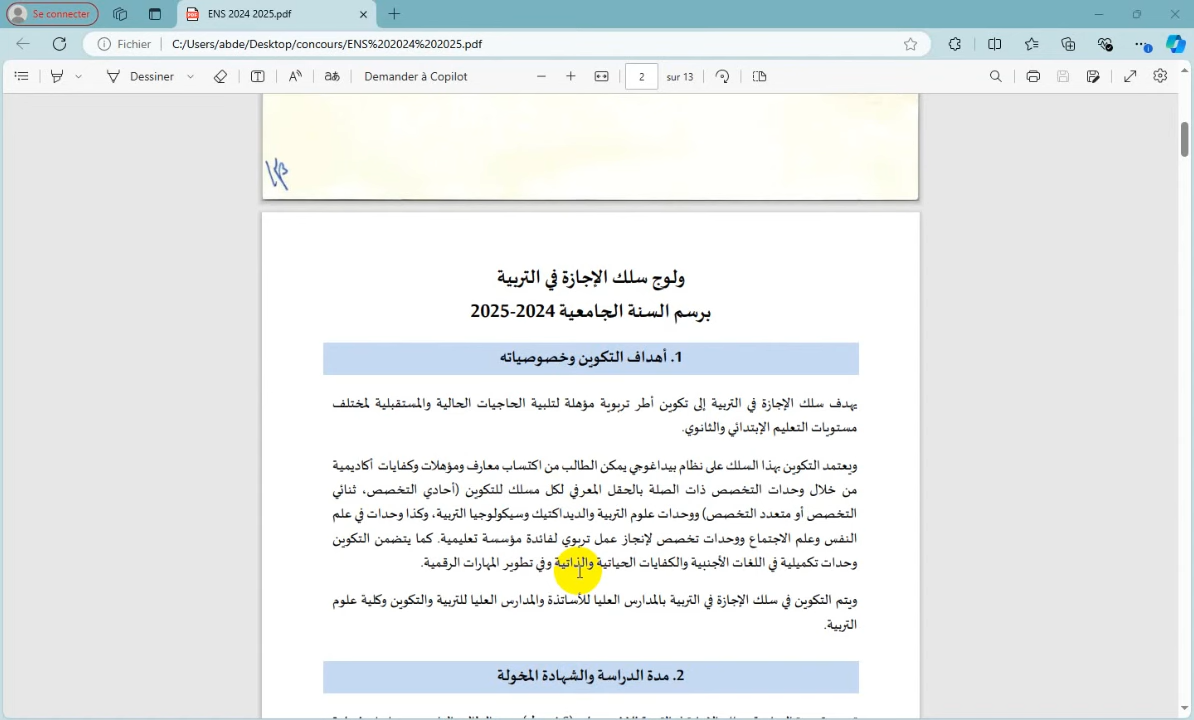 Se connecter
ENS 2024 2025.pdf
Fichier
C:/Users/abde/Desktop/concours/ENS%202024%202025.pdf
Dessiner
Demander à Copilot
2
sur 13
ولوج سلك الإجازة في التربية
برسم السنة الجامعية 2024-2025
1. أهداف التكوين وخصوصياته
يهدف سلك الإجازة في التربية إلى تكوين أطر تربوية مؤهلة لتلبية الحاجيات الحالية والمستقبلية لمختلف
مستويات التعليم الإبتدائي والثانوي.
ويعتمد التكوين بهذا السلك على نظام بيداغوجي يمكن الطالب من اكتساب معارف ومؤهلات وكفايات أكاديمية
من خلال وحدات التخصص ذات الصلة بالحقل المعرفي لكل مسلك للتكوين (أحادي التخصص، ثنائي
التخصص أو متعدد التخصص) ووحدات علوم التربية والديداكتيك وسيكولوجيا التربية، وكذا وحدات في علم
النفس وعلم الاجتماع ووحدات تخصص لإنجاز عمل تربوي لفائدة مؤسسة تعليمية. كما يتضمن التكوين
وحدات تكميلية في اللغات الأجنبية والكفايات الحياتية والذاتية وفي تطوير المهارات الرقمية.
ويتم التكوين في سلك الإجازة في التربية بالمدارس العليا للأساتذة والمدارس العليا للتربية والتكوين وكلية علوم
التربية.
2. مدة الدراسة والشهادة المخولة